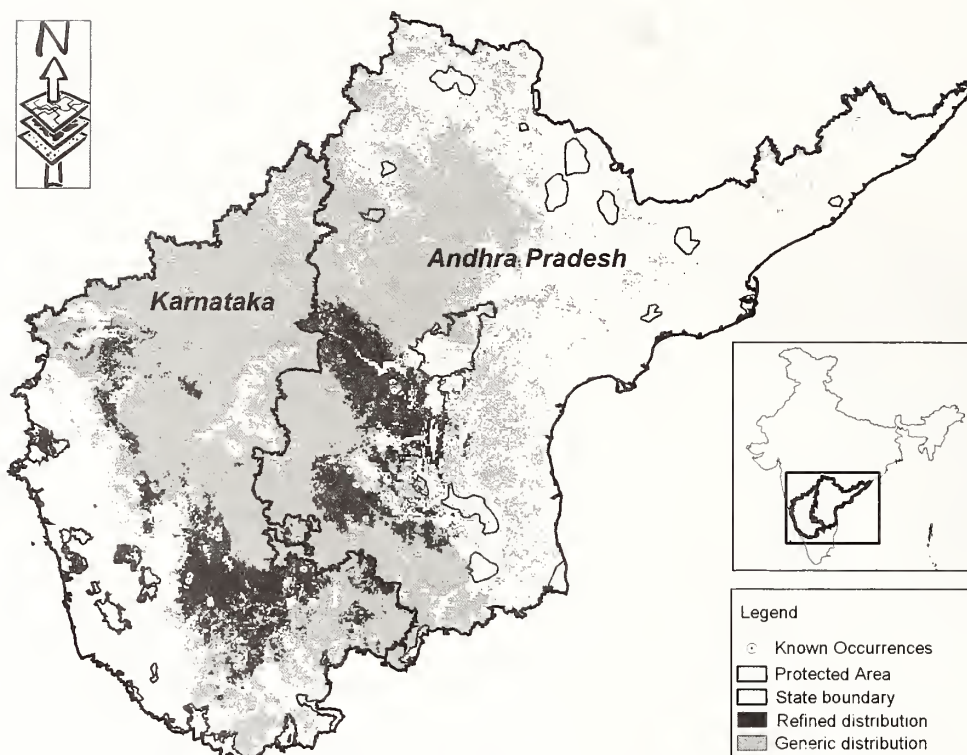 N
Andhra Pradesh
Karnataka
Legend
Known Occurrences
Protected Area
State boundary
Refined distribution
Generic distribution